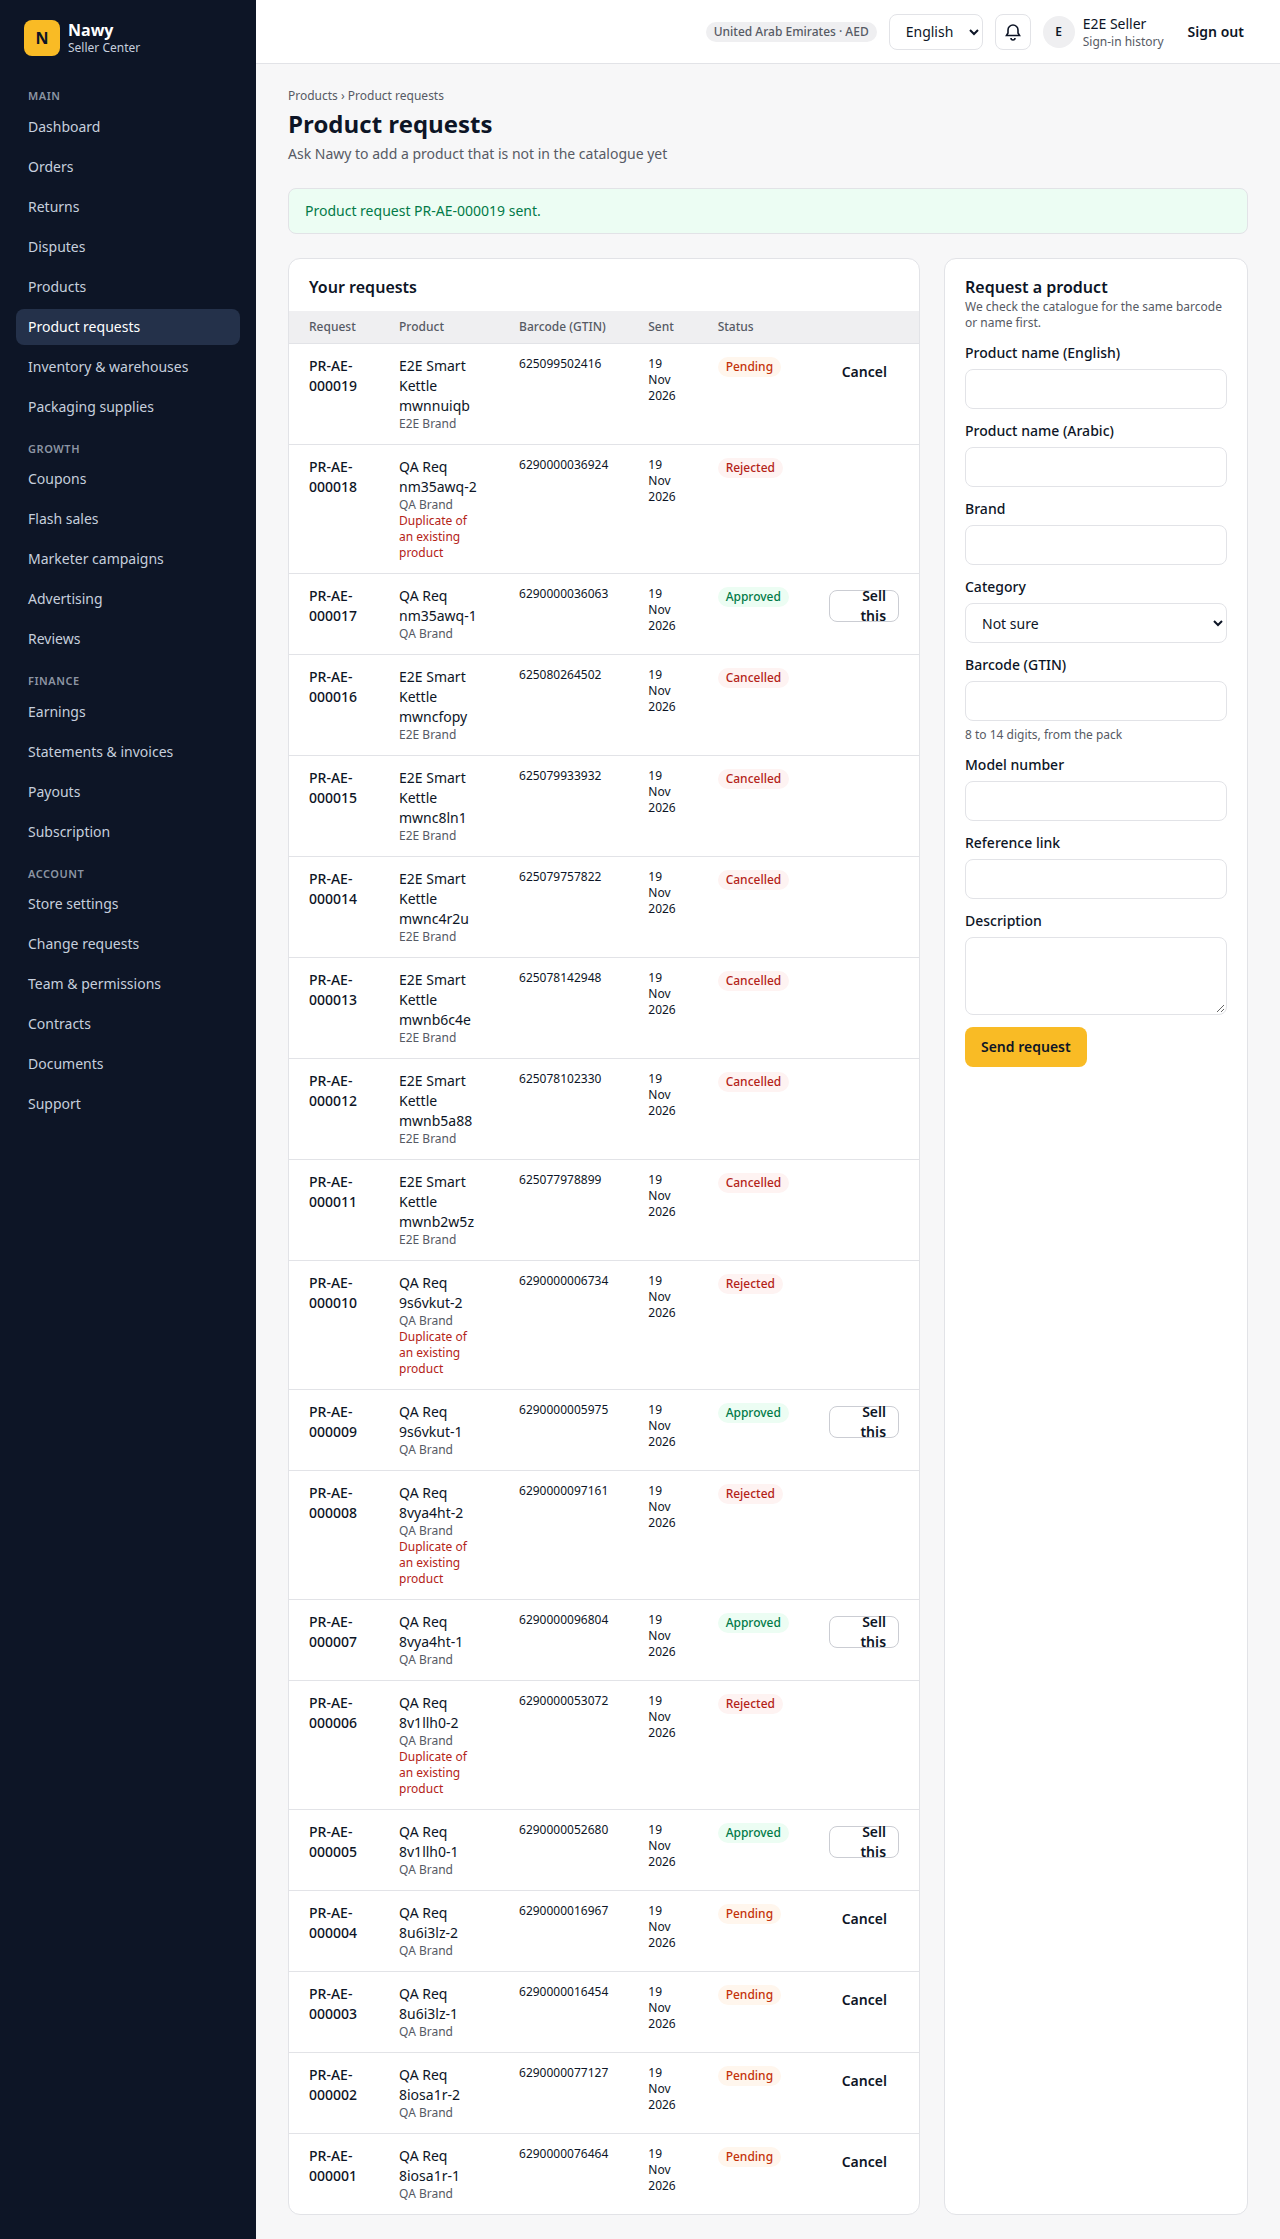 N
Nawy
Seller Center
MAIN
Dashboard
Orders
Returns
Disputes
Products
Product requests
Inventory & warehouses
Packaging supplies
GROWTH
Coupons
Flash sales
Marketer campaigns
Advertising
Reviews
FINANCE
Earnings
Statements & invoices
Payouts
Subscription
ACCOUNT
Store settings
Change requests
Team & permissions
Contracts
Documents
Support
United Arab Emirates · AED
English
E
E2E Seller
Sign-in history
Sign out
Products › Product requests
Product requests
Ask Nawy to add a product that is not in the catalogue yet
Product request PR-AE-000019 sent.
Your requests
Request Product Barcode (GTIN) Sent Status
PR-AE-000019 E2E Smart Kettle mwnnuiqb E2E Brand 625099502416 19 Nov 2026 Pending Cancel
PR-AE-000018 QA Req nm35awq-2 QA Brand Duplicate of an existing product 6290000036924 19 Nov 2026 Rejected
PR-AE-000017 QA Req nm35awq-1 QA Brand 6290000036063 19 Nov 2026 Approved Sell this
PR-AE-000016 E2E Smart Kettle mwncfopy E2E Brand 625080264502 19 Nov 2026 Cancelled
PR-AE-000015 E2E Smart Kettle mwnc8ln1 E2E Brand 625079933932 19 Nov 2026 Cancelled
PR-AE-000014 E2E Smart Kettle mwnc4r2u E2E Brand 625079757822 19 Nov 2026 Cancelled
PR-AE-000013 E2E Smart Kettle mwnb6c4e E2E Brand 625078142948 19 Nov 2026 Cancelled
PR-AE-000012 E2E Smart Kettle mwnb5a88 E2E Brand 625078102330 19 Nov 2026 Cancelled
PR-AE-000011 E2E Smart Kettle mwnb2w5z E2E Brand 625077978899 19 Nov 2026 Cancelled
PR-AE-000010 QA Req 9s6vkut-2 QA Brand Duplicate of an existing product 6290000006734 19 Nov 2026 Rejected
PR-AE-000009 QA Req 9s6vkut-1 QA Brand 6290000005975 19 Nov 2026 Approved Sell this
PR-AE-000008 QA Req 8vya4ht-2 QA Brand Duplicate of an existing product 6290000097161 19 Nov 2026 Rejected
PR-AE-000007 QA Req 8vya4ht-1 QA Brand 6290000096804 19 Nov 2026 Approved Sell this
PR-AE-000006 QA Req 8v1llh0-2 QA Brand Duplicate of an existing product 6290000053072 19 Nov 2026 Rejected
PR-AE-000005 QA Req 8v1llh0-1 QA Brand 6290000052680 19 Nov 2026 Approved Sell this
PR-AE-000004 QA Req 8u6i3lz-2 QA Brand 6290000016967 19 Nov 2026 Pending Cancel
PR-AE-000003 QA Req 8u6i3lz-1 QA Brand 6290000016454 19 Nov 2026 Pending Cancel
PR-AE-000002 QA Req 8iosa1r-2 QA Brand 6290000077127 19 Nov 2026 Pending Cancel
PR-AE-000001 QA Req 8iosa1r-1 QA Brand 6290000076464 19 Nov 2026 Pending Cancel
Request a product
We check the catalogue for the same barcode
or name first.
Product name (English)
Product name (Arabic)
Brand
Category
Not sure
Barcode (GTIN)
8 to 14 digits, from the pack
Model number
Reference link
Description
Send request